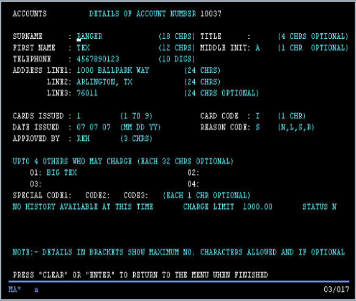 ACCOUNTS DETAILS OF ACCOUNT NUMBER 10037
SURNAME : RANGER (18 CHRS) TITLE : (4 CHRS OPTIONAL)
FIRST NAME : TEX (12 CHRS) MIDDLE INIT: A (1 CHR OPTIONAL)
TELEPHONE : 4567890123 (10 DIGS)
ADDRESS LINE1: 1000 BALLPARK WAY (24 CHRS)
LINE2: ARLINGTON, TX (24 CHRS)
LINE3: 76011 (24 CHRS OPTIONAL)
CARDS ISSUED : 1 (1 TO 9) CARD CODE : I (1 CHR)
DATE ISSUED : 07 07 07 (MM DD YY) REASON CODE: S (N,L,S,R)
APPROVED BY : REH (3 CHRS)
UPTO 4 OTHERS WHO MAY CHARGE (EACH 32 CHRS OPTIONAL)
O1: BIG TEX O2:
O3: O4:
SPECIAL CODE1: CODE2: CODE3: (EACH 1 CHR OPTIONAL)
NO HISTORY AVAILABLE AT THIS TIME CHARGE LIMIT 1000.00 STATUS N
NOTE:- DETAILS IN BRACKETS SHOW MAXIMUM NO. CHARACTERS ALLOWED AND IF OPTIONAL
PRESS "CLEAR" OR "ENTER" TO RETURN TO THE MENU WHEN FINISHED
MA* a 03/017